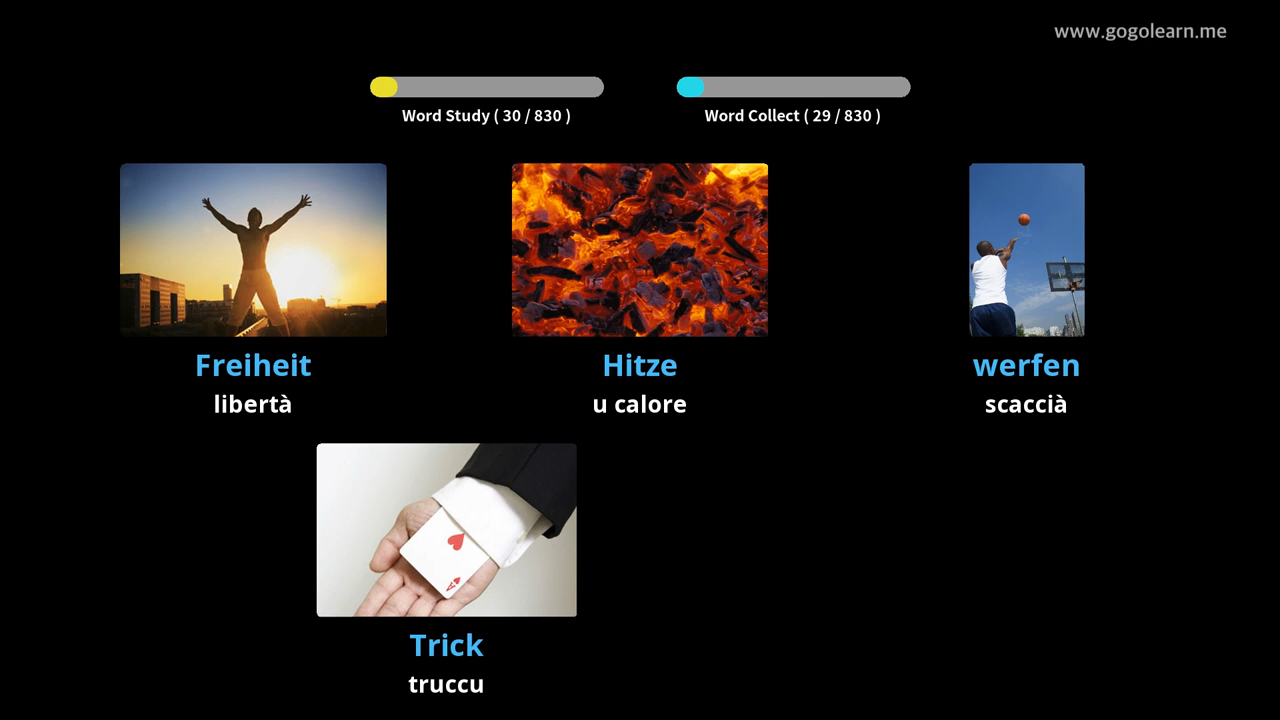 www.gogolearn.me
Word Study ( 30 / 830 )
Word Collect ( 29 / 830 )
Freiheit
libertà
Hitze
u calore
werfen
scaccià
Trick
truccu